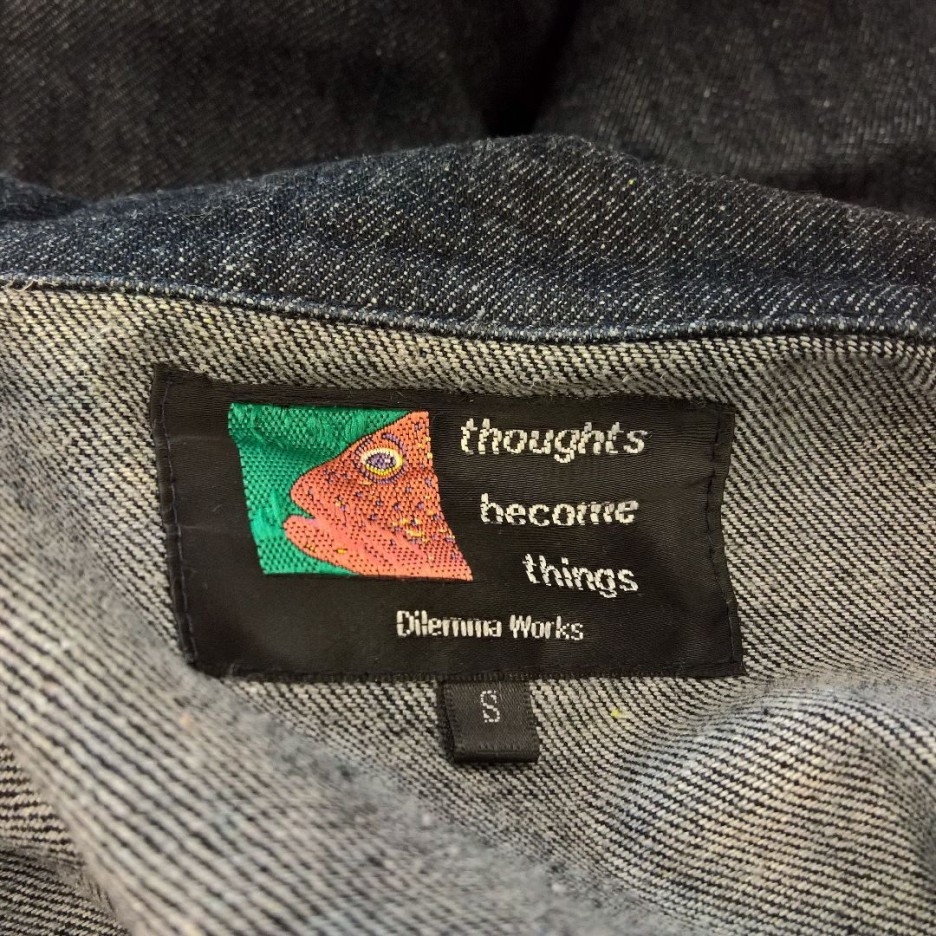 thoughts
become
things
Dilemma Works
S